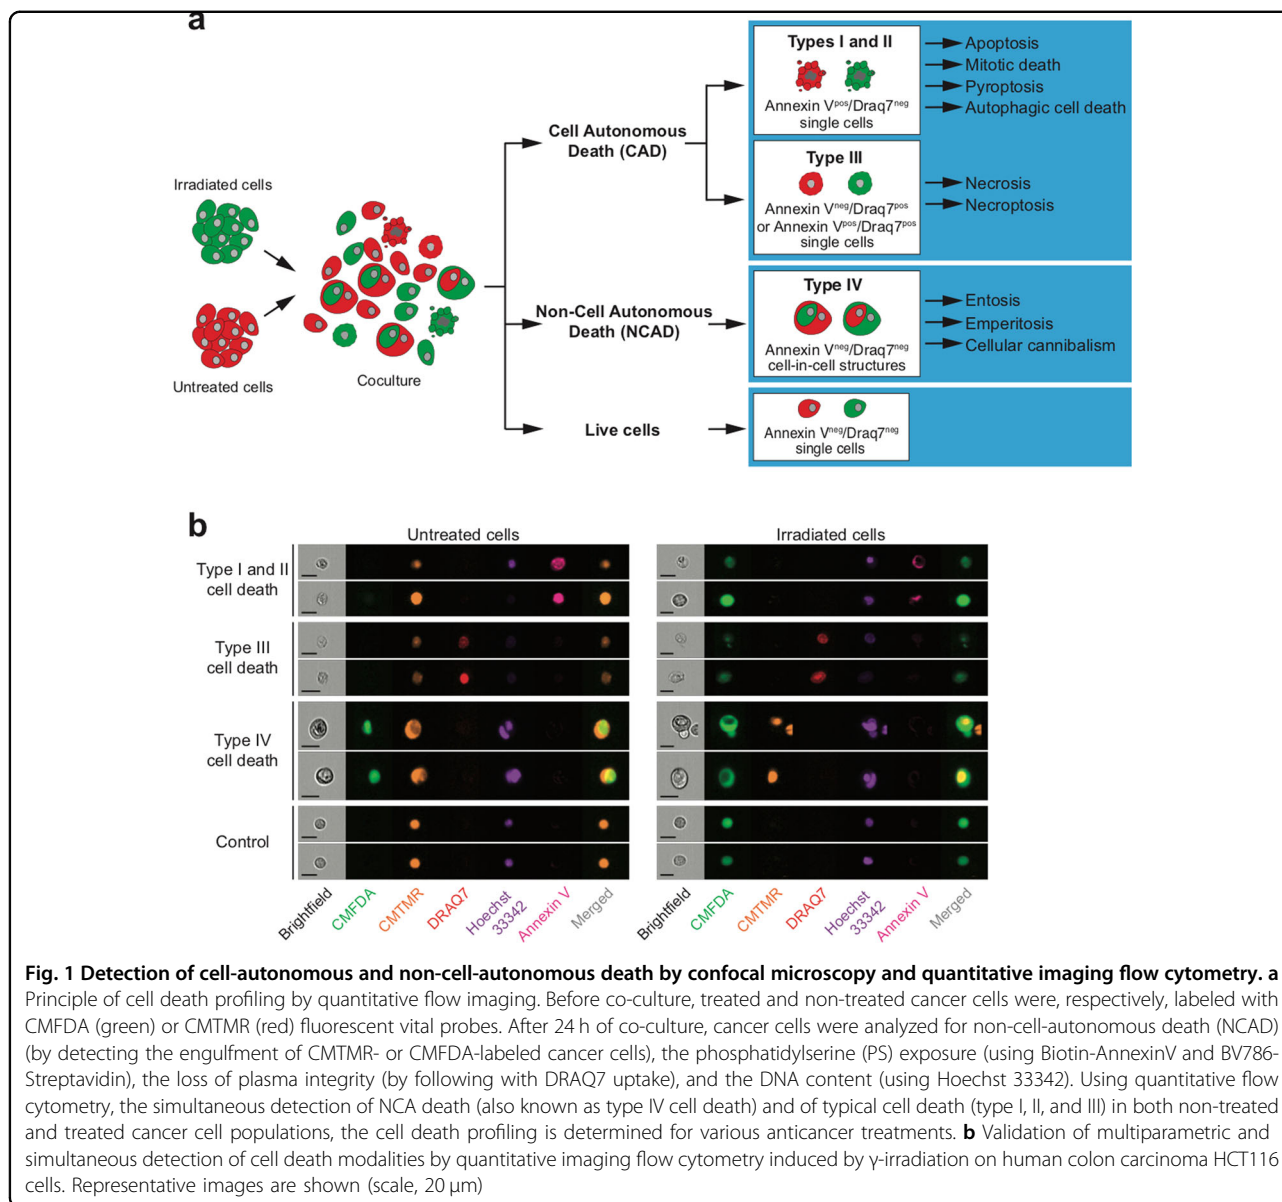 a
Irradiated cells
Untreated cells
Coculture
Cell Autonomous
Death (CAD)
Non-Cell Autonomous
Death (NCAD)
Live cells
Types I and II
Annexin Vpos/Draq7neg
single cells
Apoptosis
Mitotic death
Pyroptosis
Autophagic cell death
Type III
Annexin Vneg/Draq7pos
or Annexin Vpos/Draq7pos
single cells
Necrosis
Necroptosis
Type IV
Annexin Vneg/Draq7neg
cell-in-cell structures
Entosis
Emperitosis
Cellular cannibalism
Annexin Vneg/Draq7neg
single cells
b
Untreated cells
Irradiated cells
Type I and II
cell death
Type III
cell death
Type IV
cell death
Control
Brightfield
CMFDA
CMTMR
DRAQ7
Hoechst
33342
Annexin V
Merged
Brightfield
CMFDA
CMTMR
DRAQ7
Hoechst
33342
Annexin V
Merged
Fig. 1 Detection of cell-autonomous and non-cell-autonomous death by confocal microscopy and quantitative imaging flow cytometry. a
Principle of cell death profiling by quantitative flow imaging. Before co-culture, treated and non-treated cancer cells were, respectively, labeled with
CMFDA (green) or CMTMR (red) fluorescent vital probes. After 24 h of co-culture, cancer cells were analyzed for non-cell-autonomous death (NCAD)
(by detecting the engulfment of CMTMR- or CMFDA-labeled cancer cells), the phosphatidylserine (PS) exposure (using Biotin-AnnexinV and BV786-
Streptavidin), the loss of plasma integrity (by following with DRAQ7 uptake), and the DNA content (using Hoechst 33342). Using quantitative flow
cytometry, the simultaneous detection of NCA death (also known as type IV cell death) and of typical cell death (type I, II, and III) in both non-treated
and treated cancer cell populations, the cell death profiling is determined for various anticancer treatments. b Validation of multiparametric and
simultaneous detection of cell death modalities by quantitative imaging flow cytometry induced by γ-irradiation on human colon carcinoma HCT116
cells. Representative images are shown (scale, 20 μm)